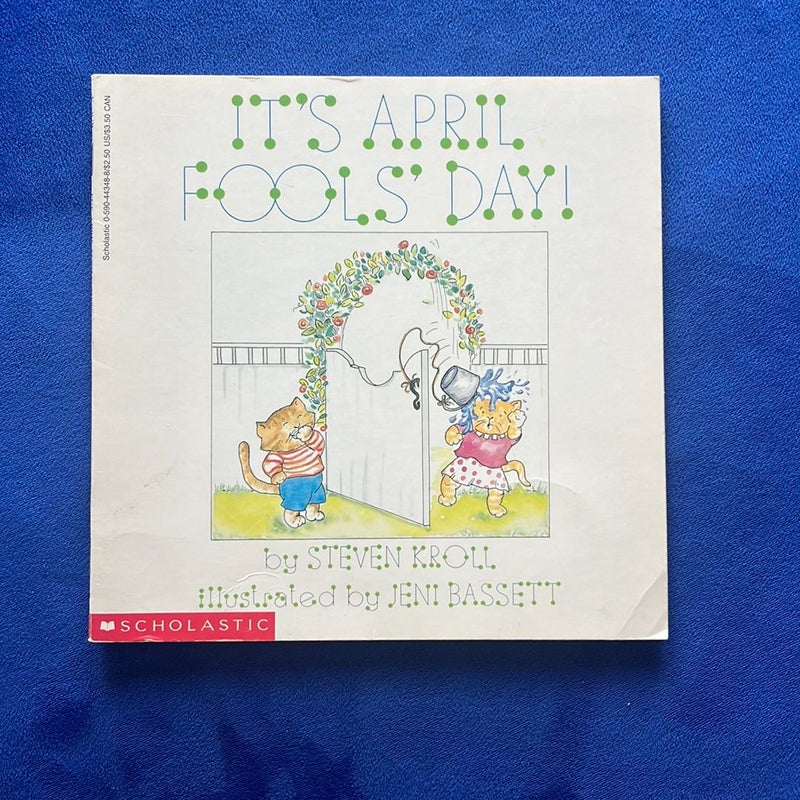 IT'S APRIL
FOOLS' DAY!
by STEVEN KROLL
illustrated by JENI BASSETT
SCHOLASTIC
Scholastic 0-590-44348-8/$2.50 US/$3.50 CAN